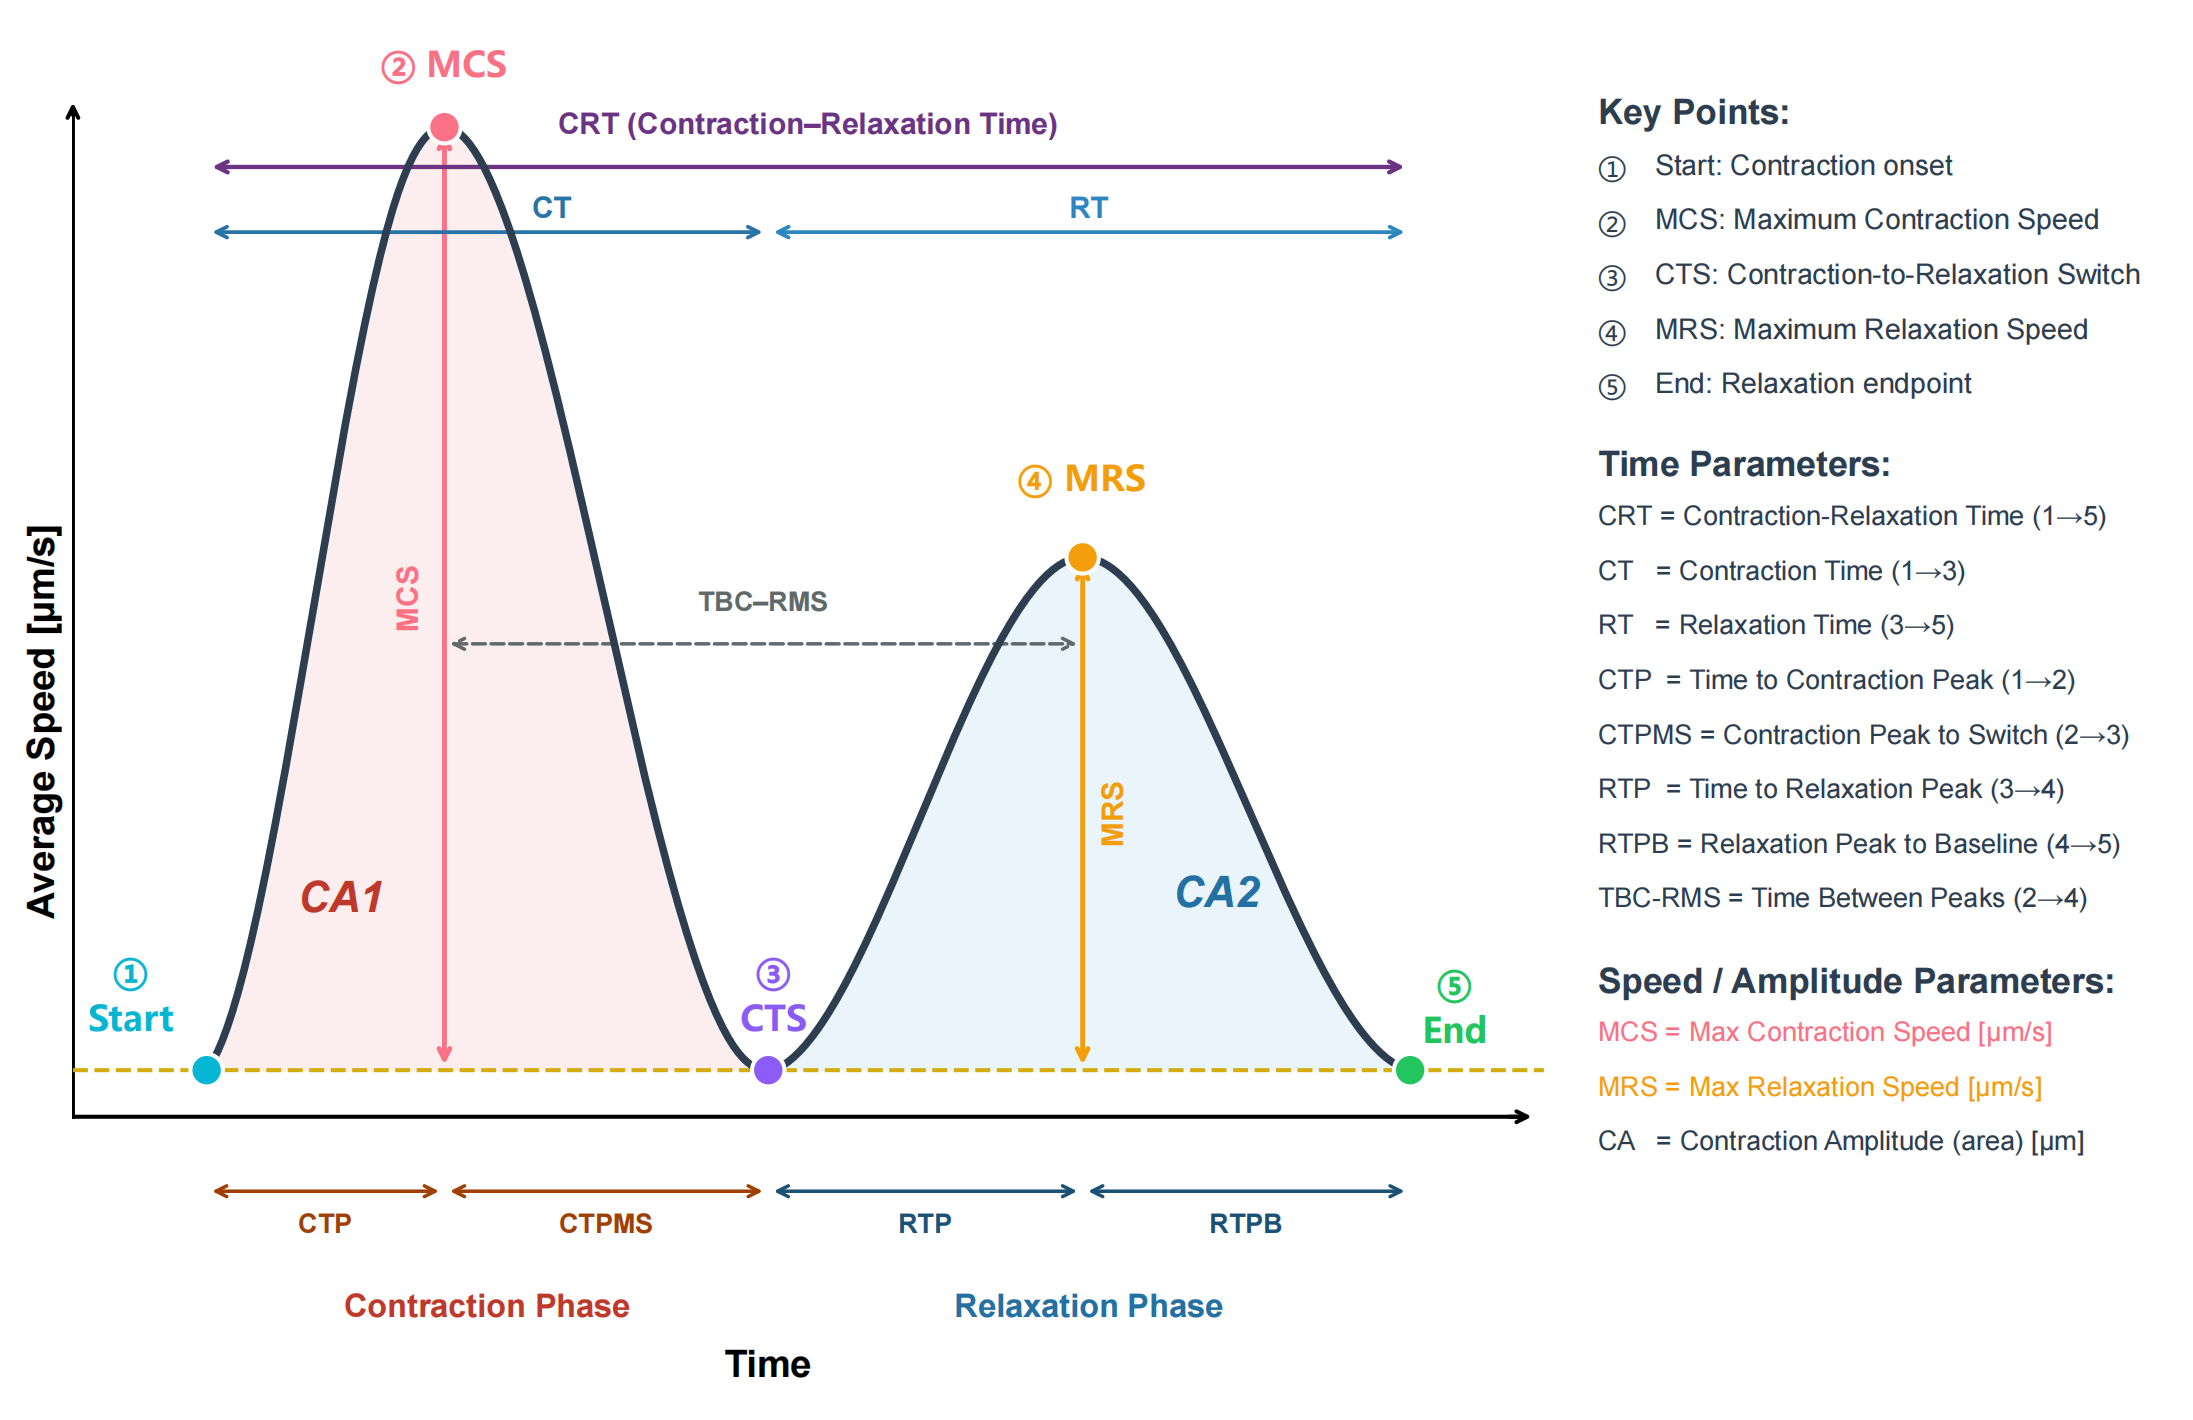 ② MCS
CRT (Contraction–Relaxation Time)
CT
RT
④ MRS
MCS
TBC–RMS
MRS
CA1
CA2
①
Start
③
CTS
⑤
End
Average Speed [µm/s]
CTP
CTPMS
RTP
RTPB
Contraction Phase
Relaxation Phase
Time
Key Points:
① Start: Contraction onset
② MCS: Maximum Contraction Speed
③ CTS: Contraction-to-Relaxation Switch
④ MRS: Maximum Relaxation Speed
⑤ End: Relaxation endpoint
Time Parameters:
CRT = Contraction-Relaxation Time (1→5)
CT = Contraction Time (1→3)
RT = Relaxation Time (3→5)
CTP = Time to Contraction Peak (1→2)
CTPMS = Contraction Peak to Switch (2→3)
RTP = Time to Relaxation Peak (3→4)
RTPB = Relaxation Peak to Baseline (4→5)
TBC-RMS = Time Between Peaks (2→4)
Speed / Amplitude Parameters:
MCS = Max Contraction Speed [µm/s]
MRS = Max Relaxation Speed [µm/s]
CA = Contraction Amplitude (area) [µm]